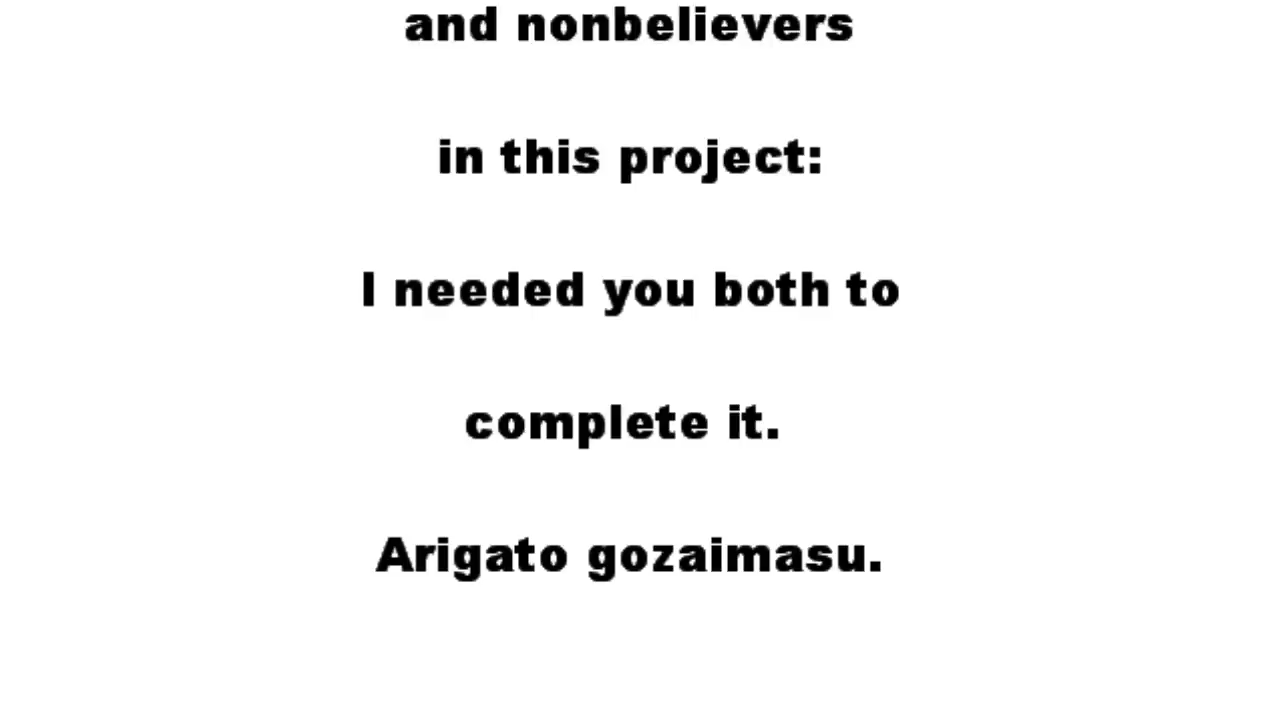 and nonbelievers
in this project:
I needed you both to
complete it.
Arigato gozaimasu.